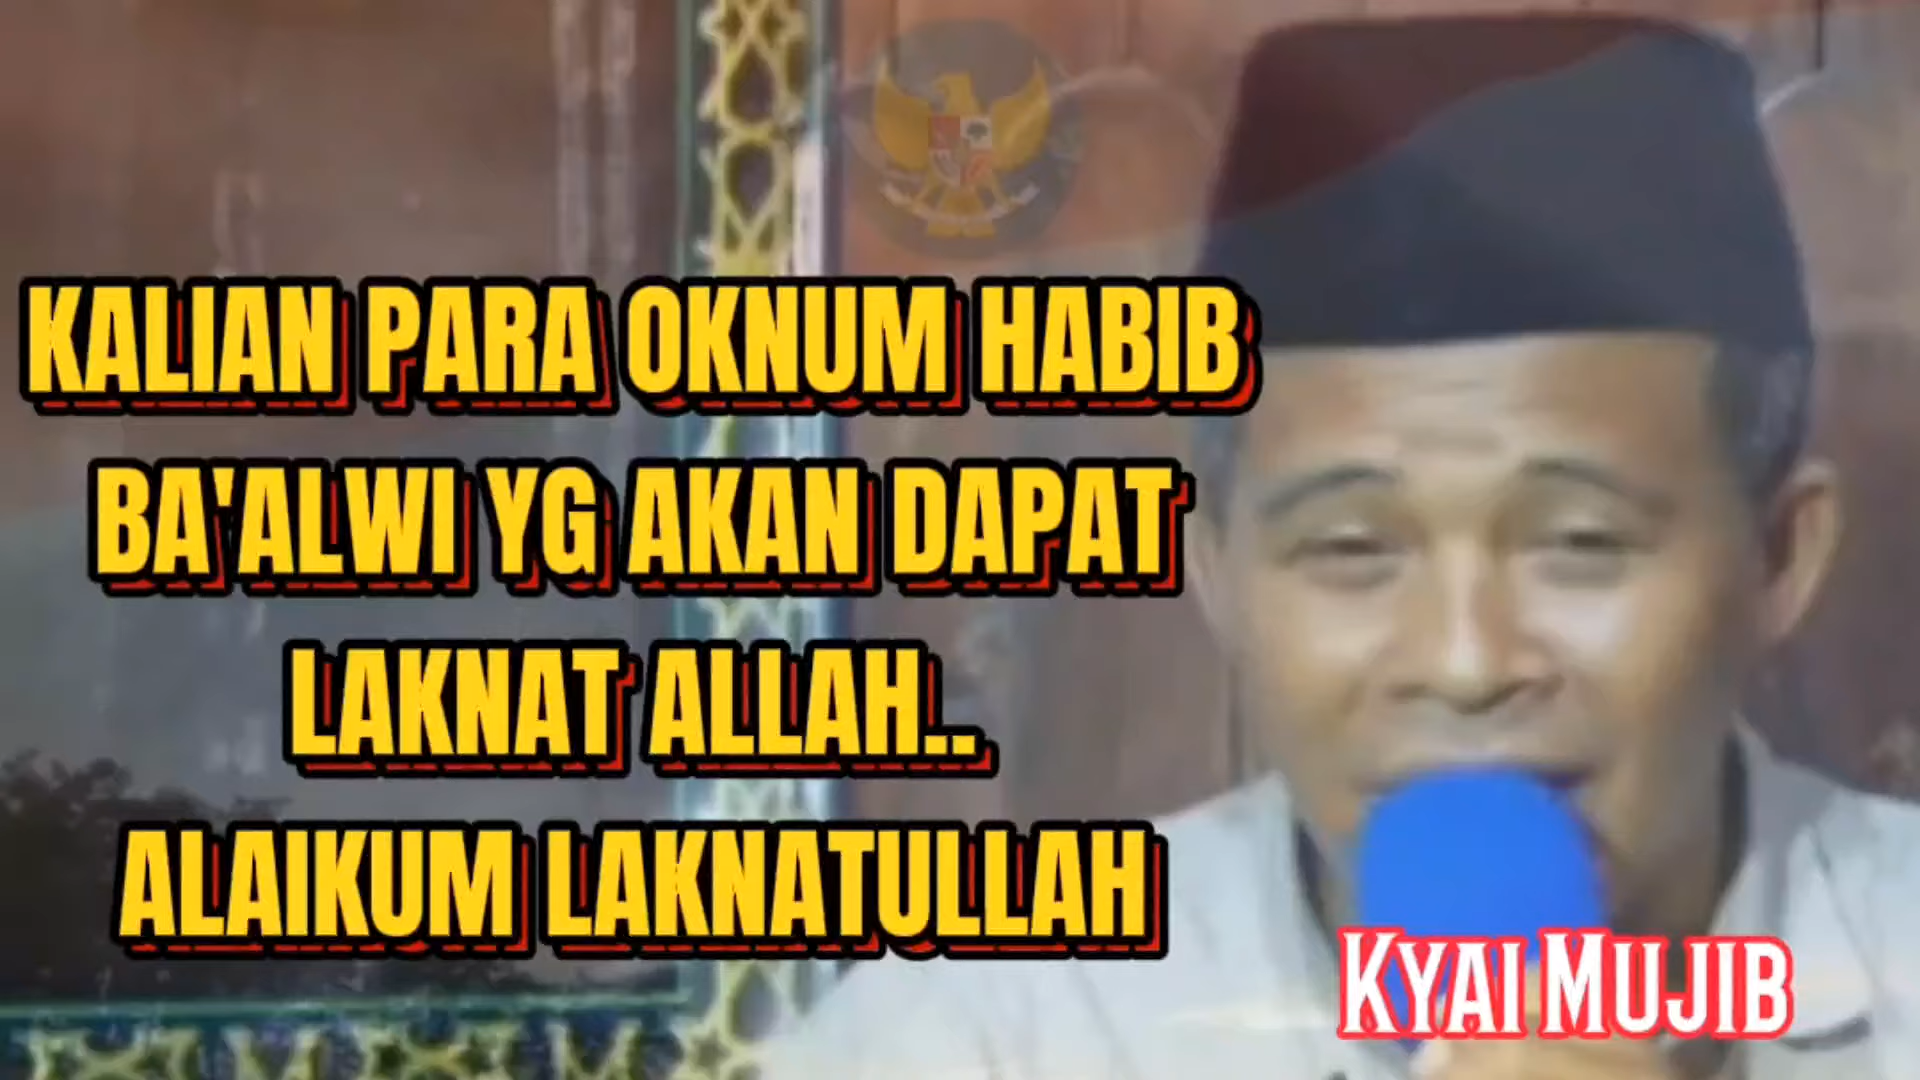 KALIAN PARA OKNUM HABIB
BA'ALWI YG AKAN DAPAT
LAKNAT ALLAH..
ALAIKUM LAKNATULLAH
KYAI MUJIB